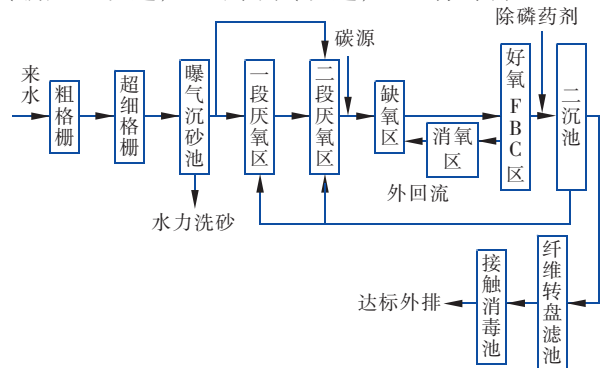 除磷药剂
碳源
来水
粗格栅
超细格栅
曝气沉砂池
一段厌氧区
二段厌氧区
缺氧区
消氧区
好氧FBC区
二沉池
外回流
水力洗砂
达标外排
接触消毒池
纤维转盘滤池